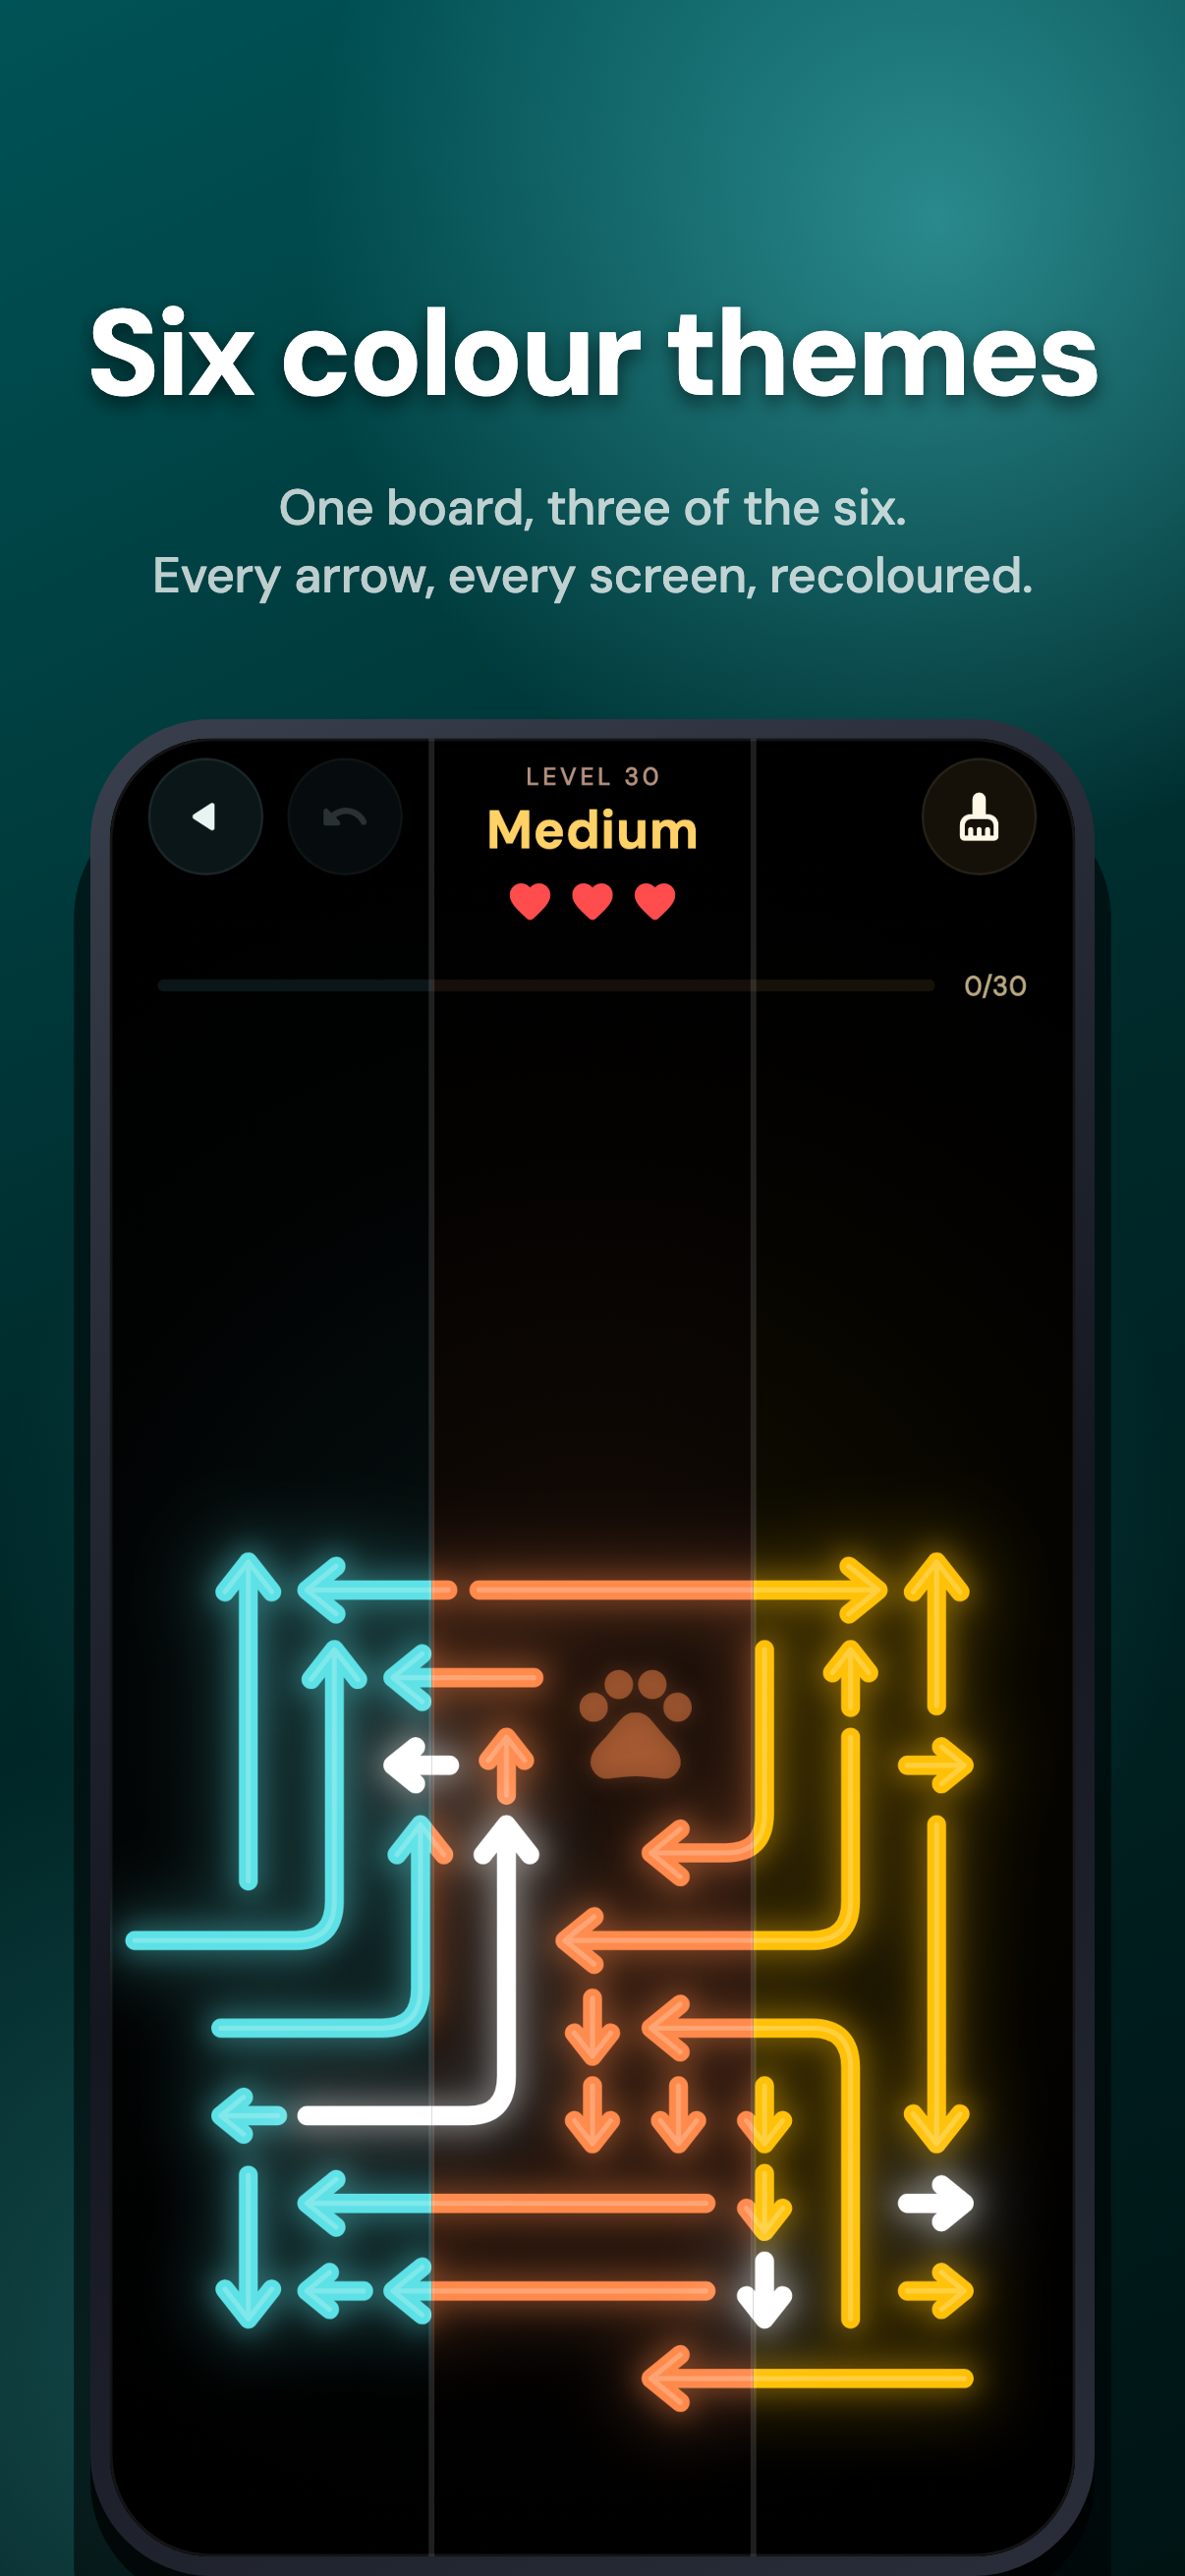 Six colour themes
One board, three of the six.
Every arrow, every screen, recoloured.
LEVEL 30
Medium
0/30